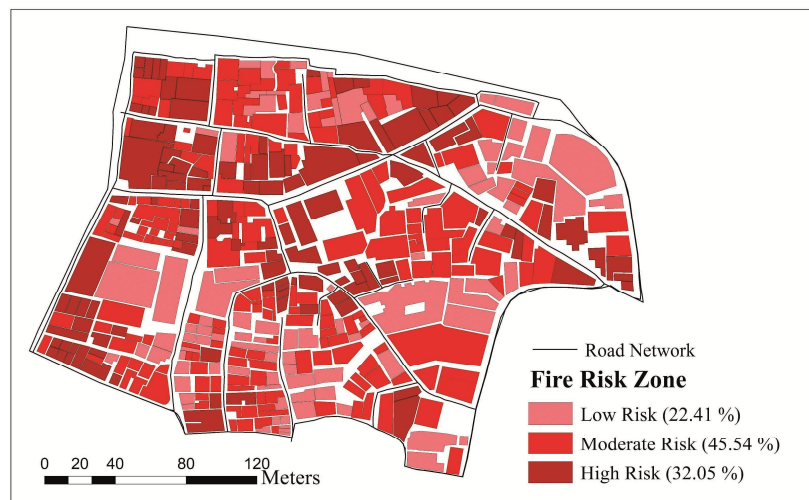 Road Network
Fire Risk Zone
Low Risk (22.41 %)
Moderate Risk (45.54 %)
High Risk (32.05 %)
0 20 40 80 120
Meters